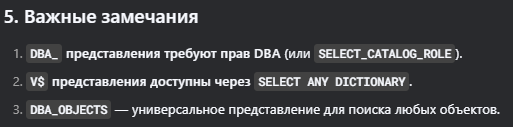 5. Важные замечания
1. DBA_ представления требуют прав DBA (или SELECT_CATALOG_ROLE).
2. V$ представления доступны через SELECT ANY DICTIONARY.
3. DBA_OBJECTS — универсальное представление для поиска любых объектов.